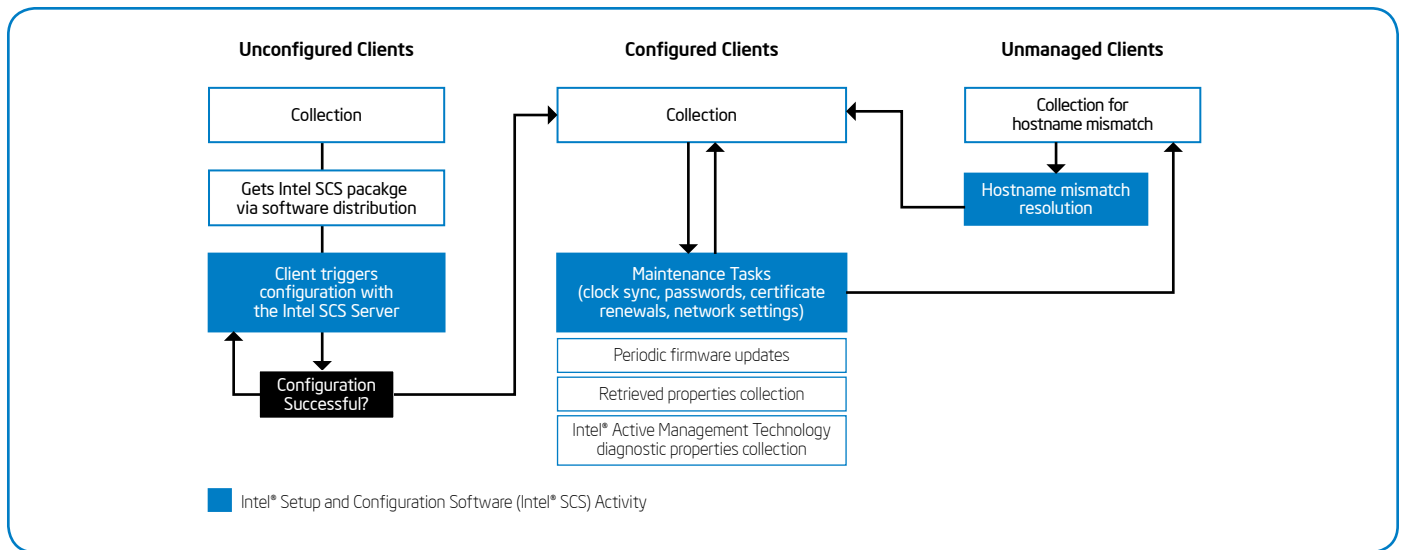 Unconfigured Clients
Collection
Gets Intel SCS pacakge
via software distribution
Client triggers
configuration with
the Intel SCS Server
Configuration
Successful?
Configured Clients
Collection
Maintenance Tasks
(clock sync, passwords, certificate
renewals, network settings)
Periodic firmware updates
Retrieved properties collection
Intel® Active Management Technology
diagnostic properties collection
Unmanaged Clients
Collection for
hostname mismatch
Hostname mismatch
resolution
Intel® Setup and Configuration Software (Intel® SCS) Activity